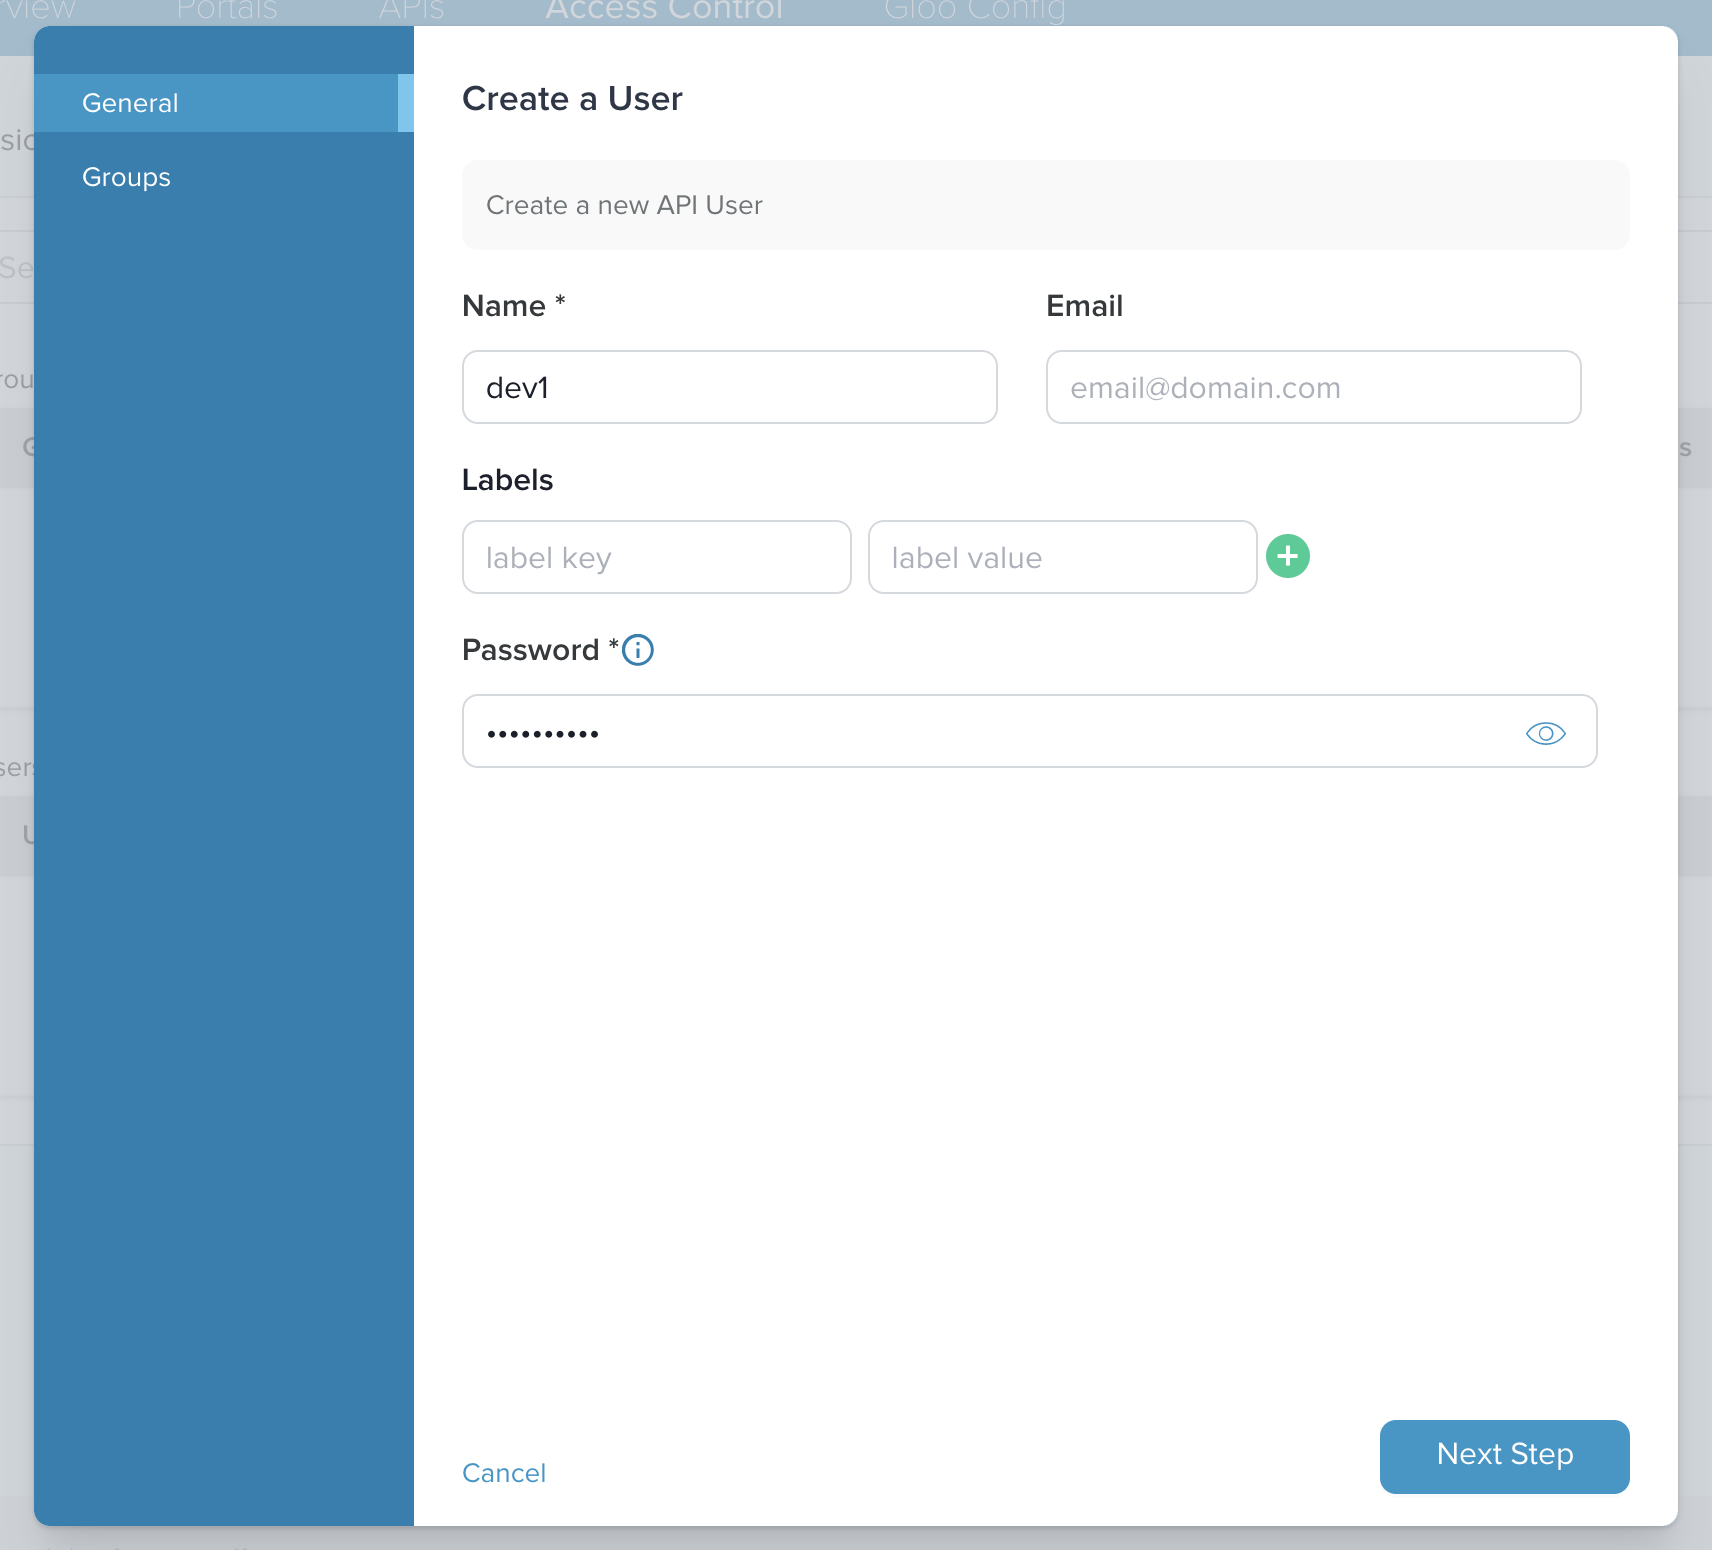 Portals APIs Access Control Gloo Config
General
Groups
Create a User
Create a new API User
Name * Email
dev1 email@domain.com
Labels
label key label value
Password *
••••••••••
Cancel Next Step